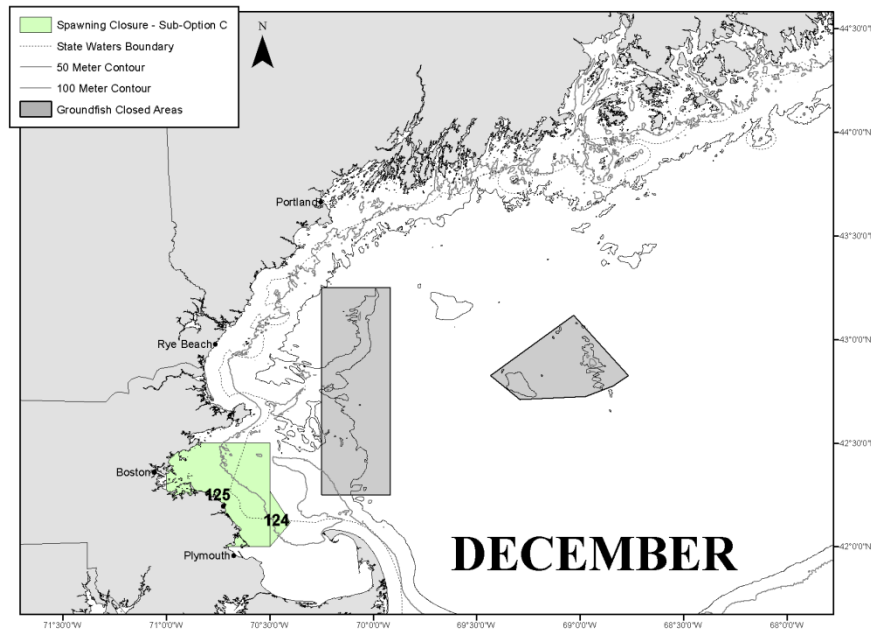 Spawning Closure - Sub-Option C
State Waters Boundary
50 Meter Contour
100 Meter Contour
Groundfish Closed Areas
N
44°30'0"N
44°0'0"N
Portland
43°30'0"N
Rye Beach
43°0'0"N
42°30'0"N
Boston
125
124
42°0'0"N
Plymouth
DECEMBER
71°30'0"W 71°0'0"W 70°30'0"W 70°0'0"W 69°30'0"W 69°0'0"W 68°30'0"W 68°0'0"W